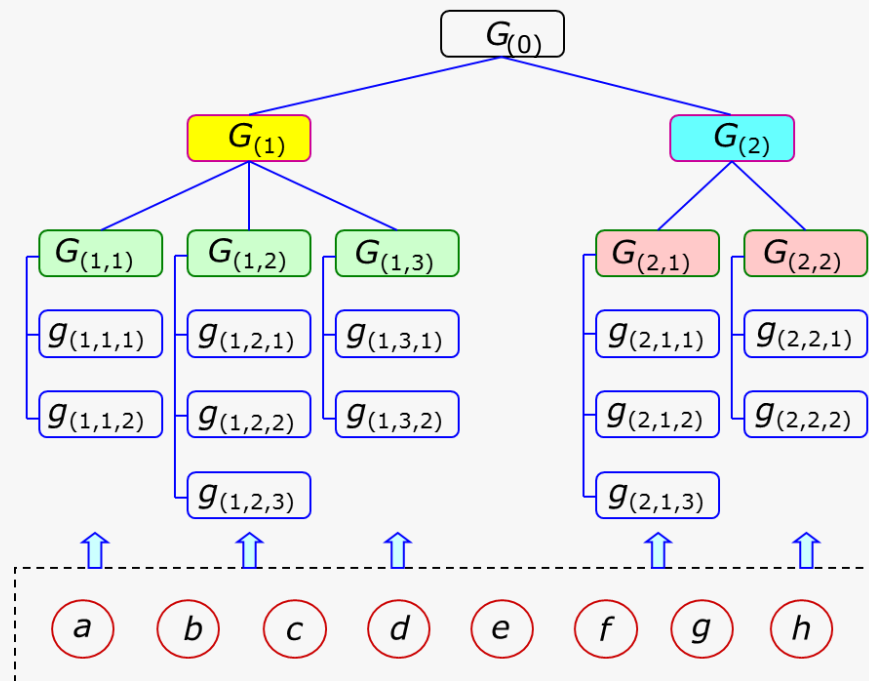 G(0)
G(1) G(2)
G(1,1) G(1,2) G(1,3) G(2,1) G(2,2)
g(1,1,1) g(1,2,1) g(1,3,1) g(2,1,1) g(2,2,1)
g(1,1,2) g(1,2,2) g(1,3,2) g(2,1,2) g(2,2,2)
g(1,2,3) g(2,1,3)
a b c d e f g h